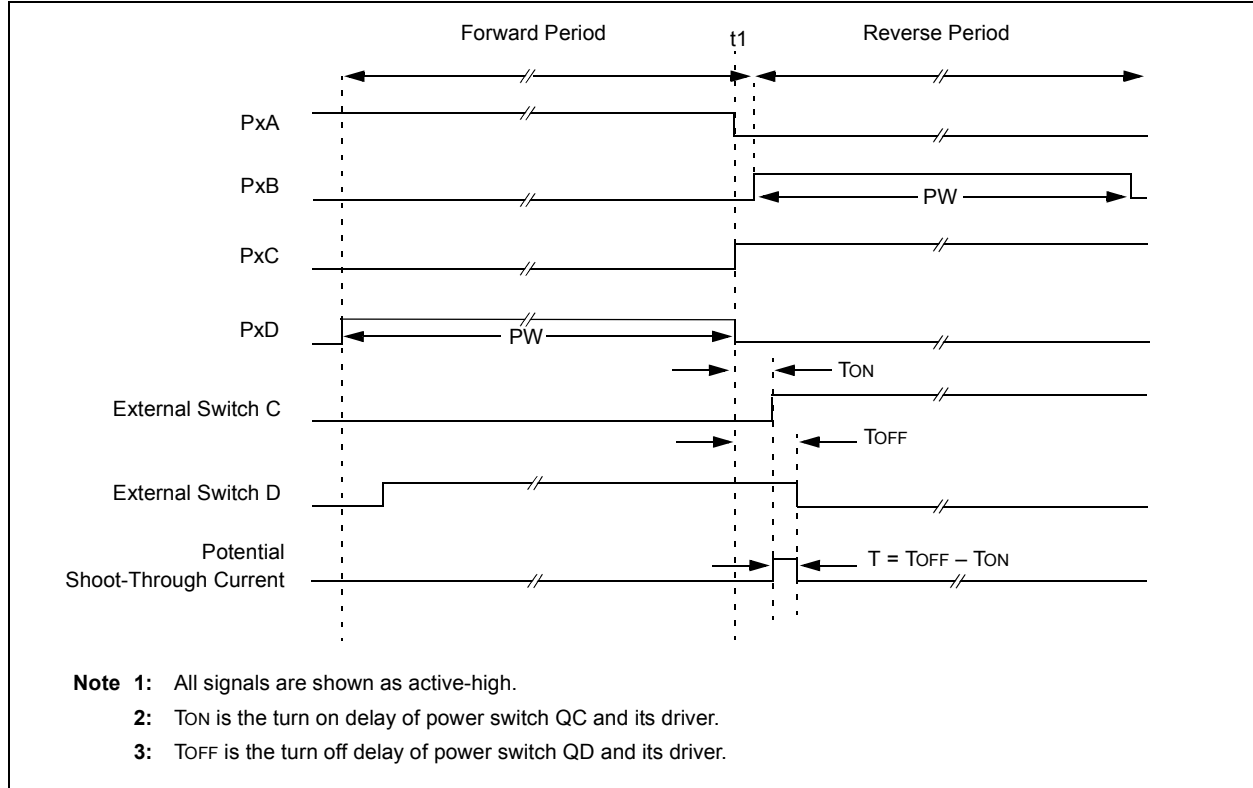 Forward Period
t1
Reverse Period
PxA
PxB
PW
PxC
PxD
PW
TON
External Switch C
TOFF
External Switch D
Potential
Shoot-Through Current
T = TOFF – TON
Note 1: All signals are shown as active-high.
2: TON is the turn on delay of power switch QC and its driver.
3: TOFF is the turn off delay of power switch QD and its driver.